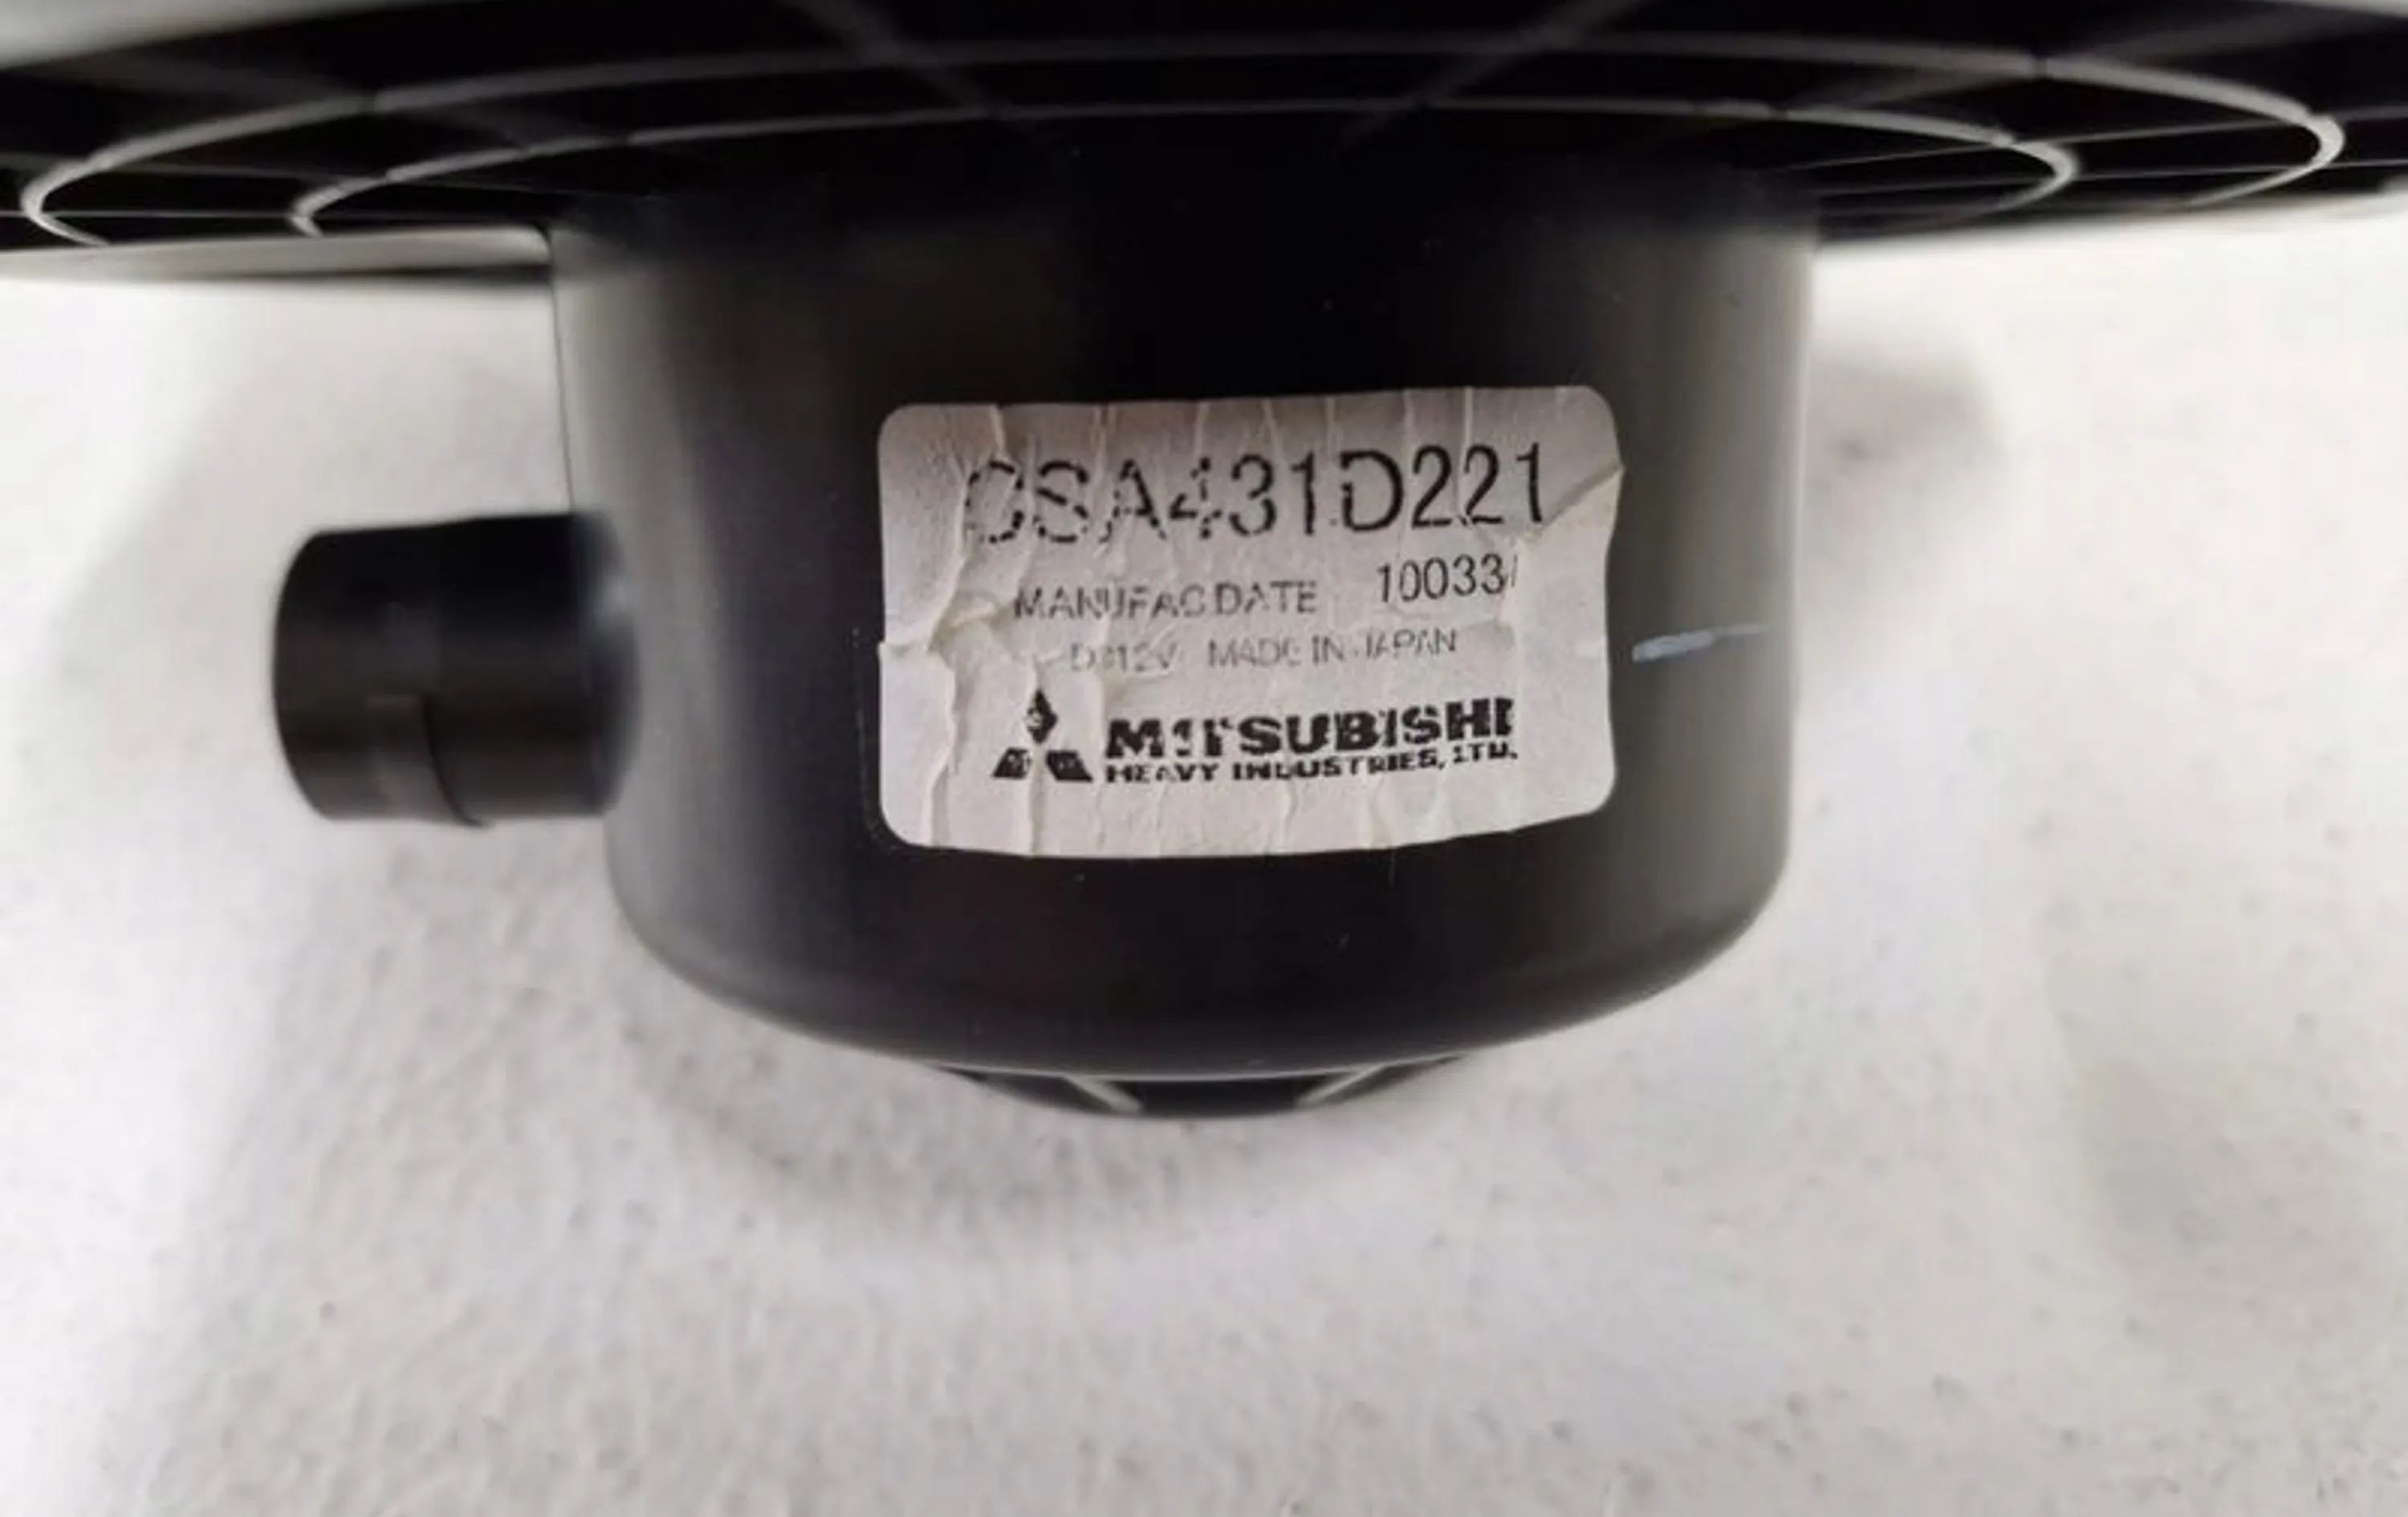 CSA431D221
MANUFAC DATE 10033
DC12V MADE IN JAPAN
MITSUBISHI
HEAVY INDUSTRIES, LTD.